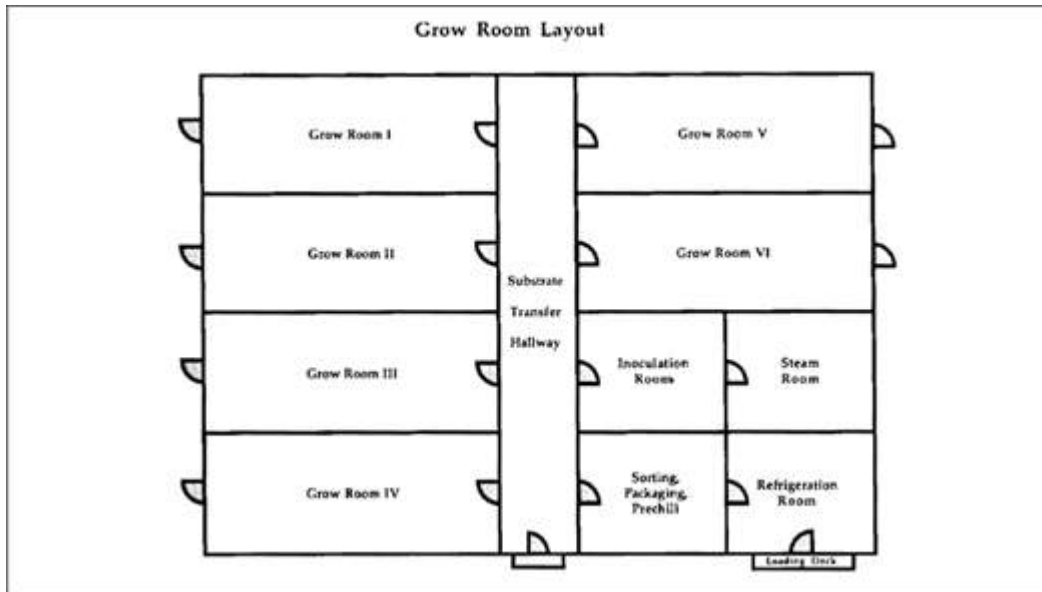 Grow Room Layout
Grow Room I
Grow Room V
Grow Room II
Grow Room VI
Substrate
Transfer
Hallway
Grow Room III
Inoculation
Rooms
Steam
Room
Grow Room IV
Sorting,
Packaging,
Prechill
Refrigeration
Room
Loading Dock